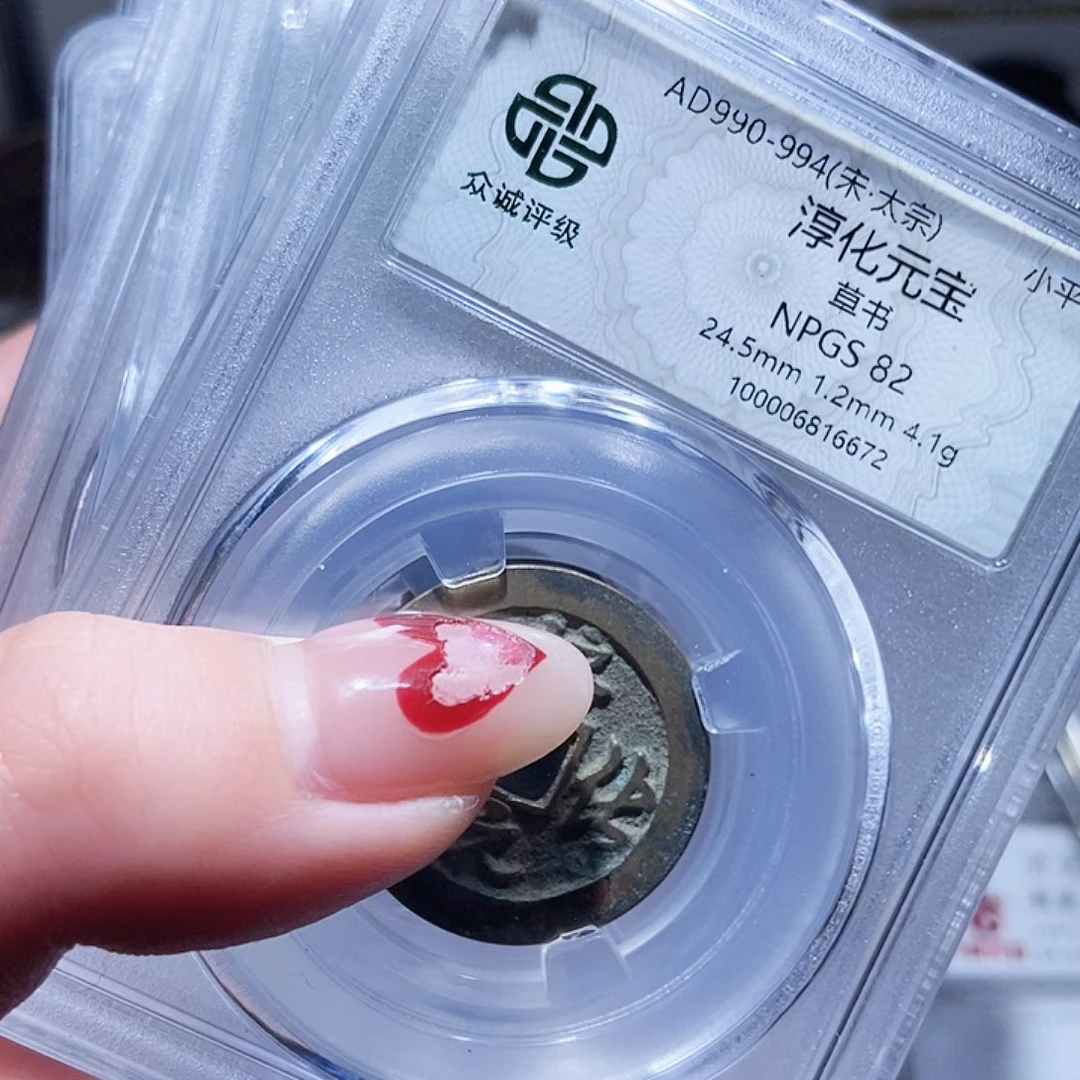 众诚评级
AD990-994(宋·太宗)
淳化元宝
草书
NPGS 82
24.5mm 1.2mm 4.1g
100006816672
小平